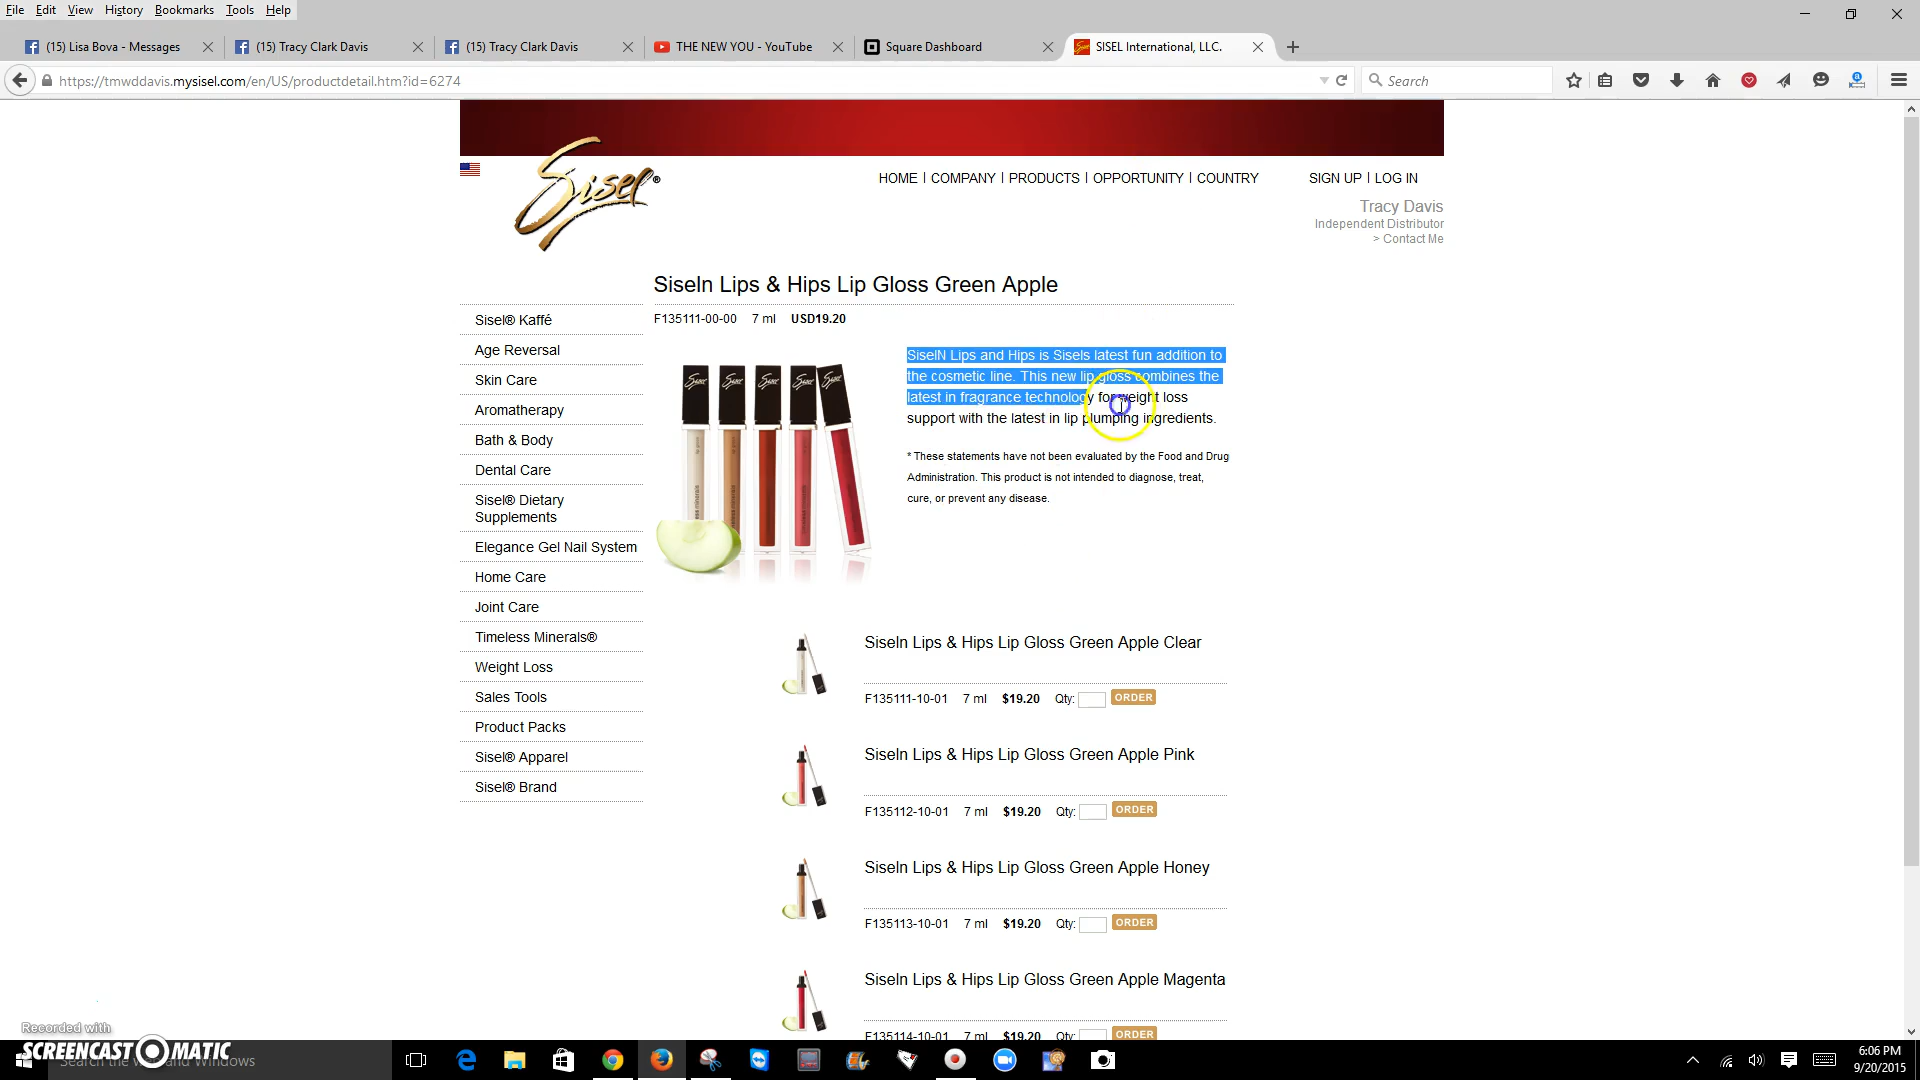 File Edit View History Bookmarks Tools Help
(15) Lisa Bova - Messages
(15) Tracy Clark Davis
(15) Tracy Clark Davis
THE NEW YOU - YouTube
Square Dashboard
SISEL International, LLC.
https://tmwddavis.mysisel.com/en/US/productdetail.htm?id=6274
Search
Sisel®
HOME | COMPANY | PRODUCTS | OPPORTUNITY | COUNTRY
SIGN UP | LOG IN
Tracy Davis
Independent Distributor
> Contact Me
Sisel® Kaffé
Age Reversal
Skin Care
Aromatherapy
Bath & Body
Dental Care
Sisel® Dietary
Supplements
Elegance Gel Nail System
Home Care
Joint Care
Timeless Minerals®
Weight Loss
Sales Tools
Product Packs
Sisel® Apparel
Sisel® Brand
Siseln Lips & Hips Lip Gloss Green Apple
F135111-00-00 7 ml USD19.20
SiselN Lips and Hips is Sisels latest fun addition to
the cosmetic line. This new lip gloss combines the
latest in fragrance technology for weight loss
support with the latest in lip plumping ingredients.
* These statements have not been evaluated by the Food and Drug
Administration. This product is not intended to diagnose, treat,
cure, or prevent any disease.
Siseln Lips & Hips Lip Gloss Green Apple Clear
F135111-10-01 7 ml $19.20 Qty: ORDER
Siseln Lips & Hips Lip Gloss Green Apple Pink
F135112-10-01 7 ml $19.20 Qty: ORDER
Siseln Lips & Hips Lip Gloss Green Apple Honey
F135113-10-01 7 ml $19.20 Qty: ORDER
Siseln Lips & Hips Lip Gloss Green Apple Magenta
F135114-10-01 7 ml $19.20 Qty: ORDER
Recorded with
SCREENCAST O MATIC
Search the web and Windows
6:06 PM
9/20/2015